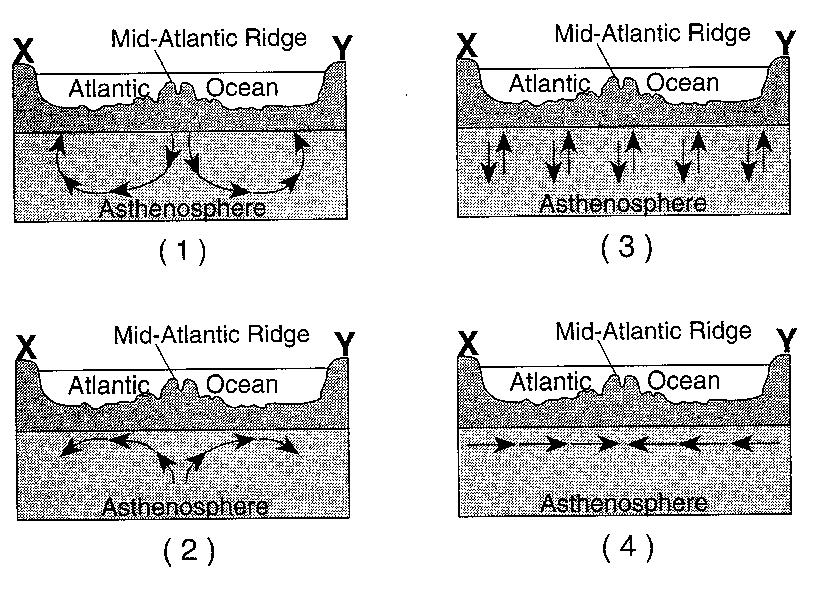 Mid-Atlantic Ridge
X Y
Atlantic Ocean
Asthenosphere
(1)
Mid-Atlantic Ridge
X Y
Atlantic Ocean
Asthenosphere
(3)
Mid-Atlantic Ridge
X Y
Atlantic Ocean
Asthenosphere
(2)
Mid-Atlantic Ridge
X Y
Atlantic Ocean
Asthenosphere
(4)